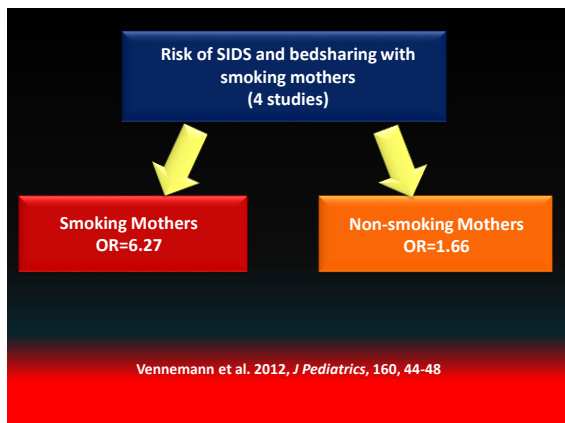 Risk of SIDS and bedsharing with
smoking mothers
(4 studies)
Smoking Mothers
OR=6.27
Non-smoking Mothers
OR=1.66
Vennemann et al. 2012, J Pediatrics, 160, 44-48